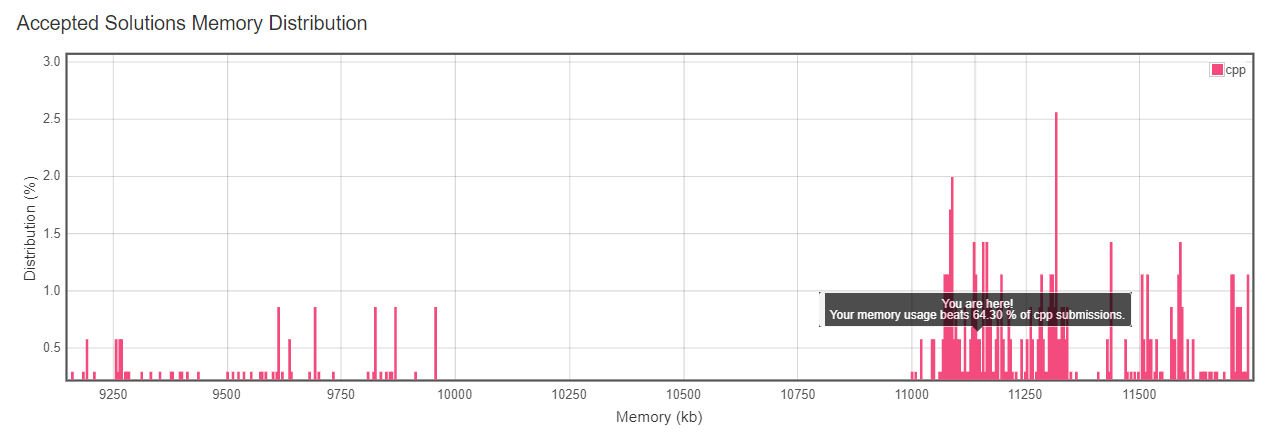 Accepted Solutions Memory Distribution
3.0
cpp
2.5
2.0
1.5
1.0
0.5
Distribution (%)
You are here!
Your memory usage beats 64.30 % of cpp submissions.
9250 9500 9750 10000 10250 10500 10750 11000 11250 11500
Memory (kb)